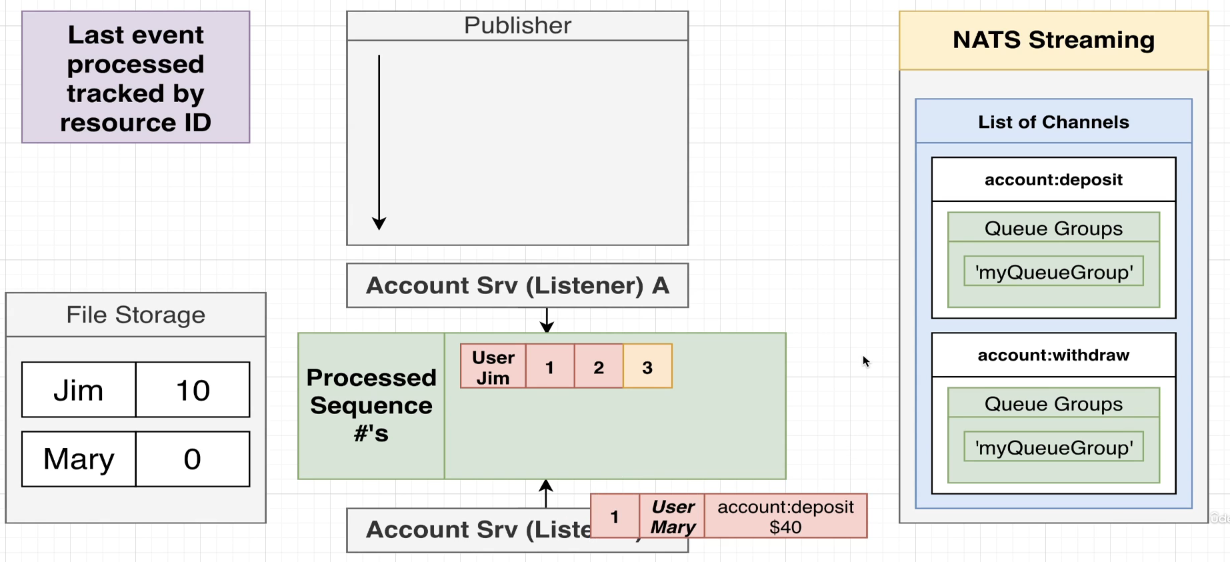 Last event
processed
tracked by
resource ID
Publisher
NATS Streaming
List of Channels
account:deposit
Queue Groups
'myQueueGroup'
account:withdraw
Queue Groups
'myQueueGroup'
Account Srv (Listener) A
File Storage
Jim 10
Mary 0
Processed
Sequence
#'s
User
Jim
1 2 3
Account Srv (Liste
1
User
Mary
account:deposit
$40